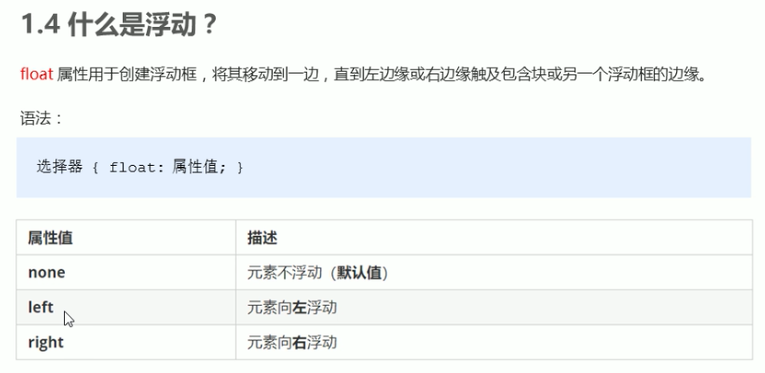 1.4 什么是浮动？
float 属性用于创建浮动框，将其移动到一边，直到左边缘或右边缘触及包含块或另一个浮动框的边缘。
语法：
选择器 { float: 属性值; }
属性值 描述
none 元素不浮动（默认值）
left 元素向左浮动
right 元素向右浮动